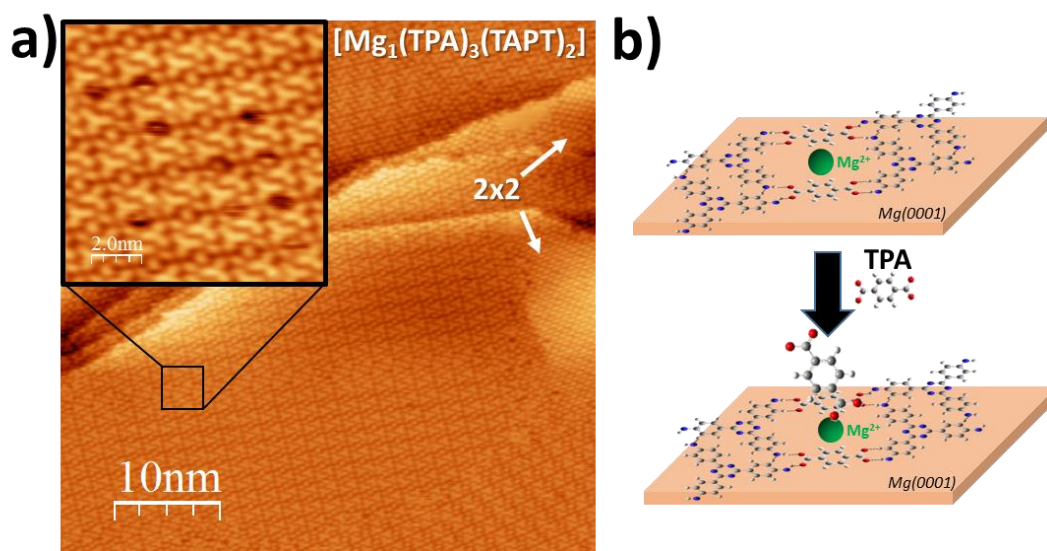 a)
[Mg₁(TPA)₃(TAPT)₂]
2x2
2.0nm
10nm
b)
Mg²⁺
Mg(0001)
TPA
Mg²⁺
Mg(0001)